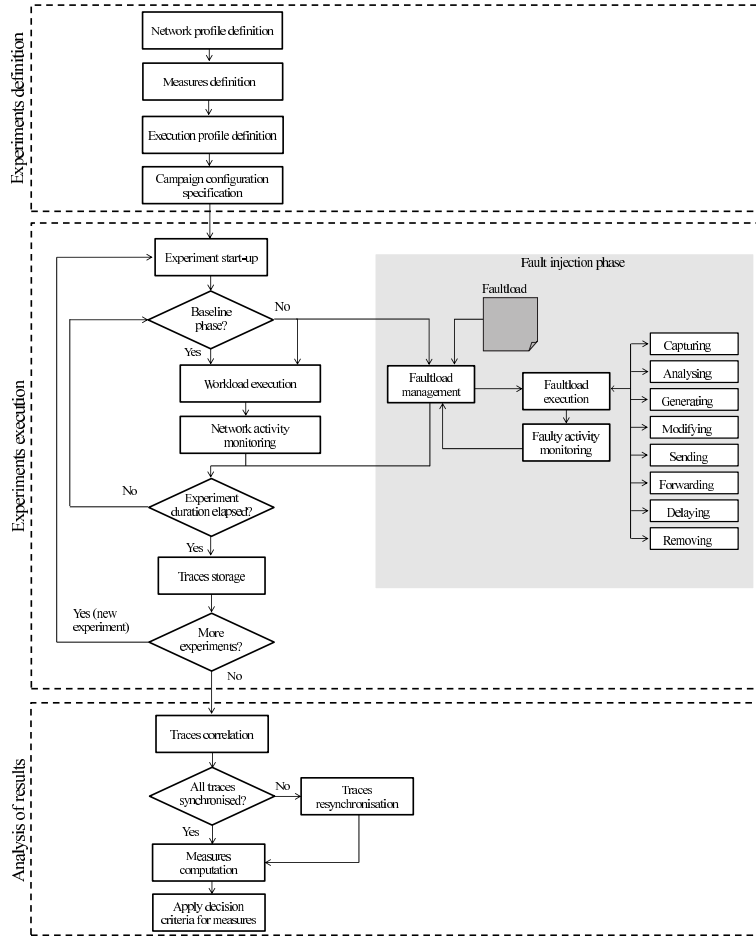 Experiments definition
Network profile definition
Measures definition
Execution profile definition
Campaign configuration
specification
Experiments execution
Experiment start-up
Fault injection phase
Baseline
phase?
No
Yes
Faultload
Workload execution
Network activity
monitoring
Faultload
management
Faultload
execution
Faulty activity
monitoring
Capturing
Analysing
Generating
Modifying
Sending
Forwarding
Delaying
Removing
No
Experiment
duration elapsed?
Yes
Traces storage
Yes (new
experiment)
More
experiments?
No
Analysis of results
Traces correlation
All traces
synchronised?
No
Traces
resynchronisation
Yes
Measures
computation
Apply decision
criteria for measures